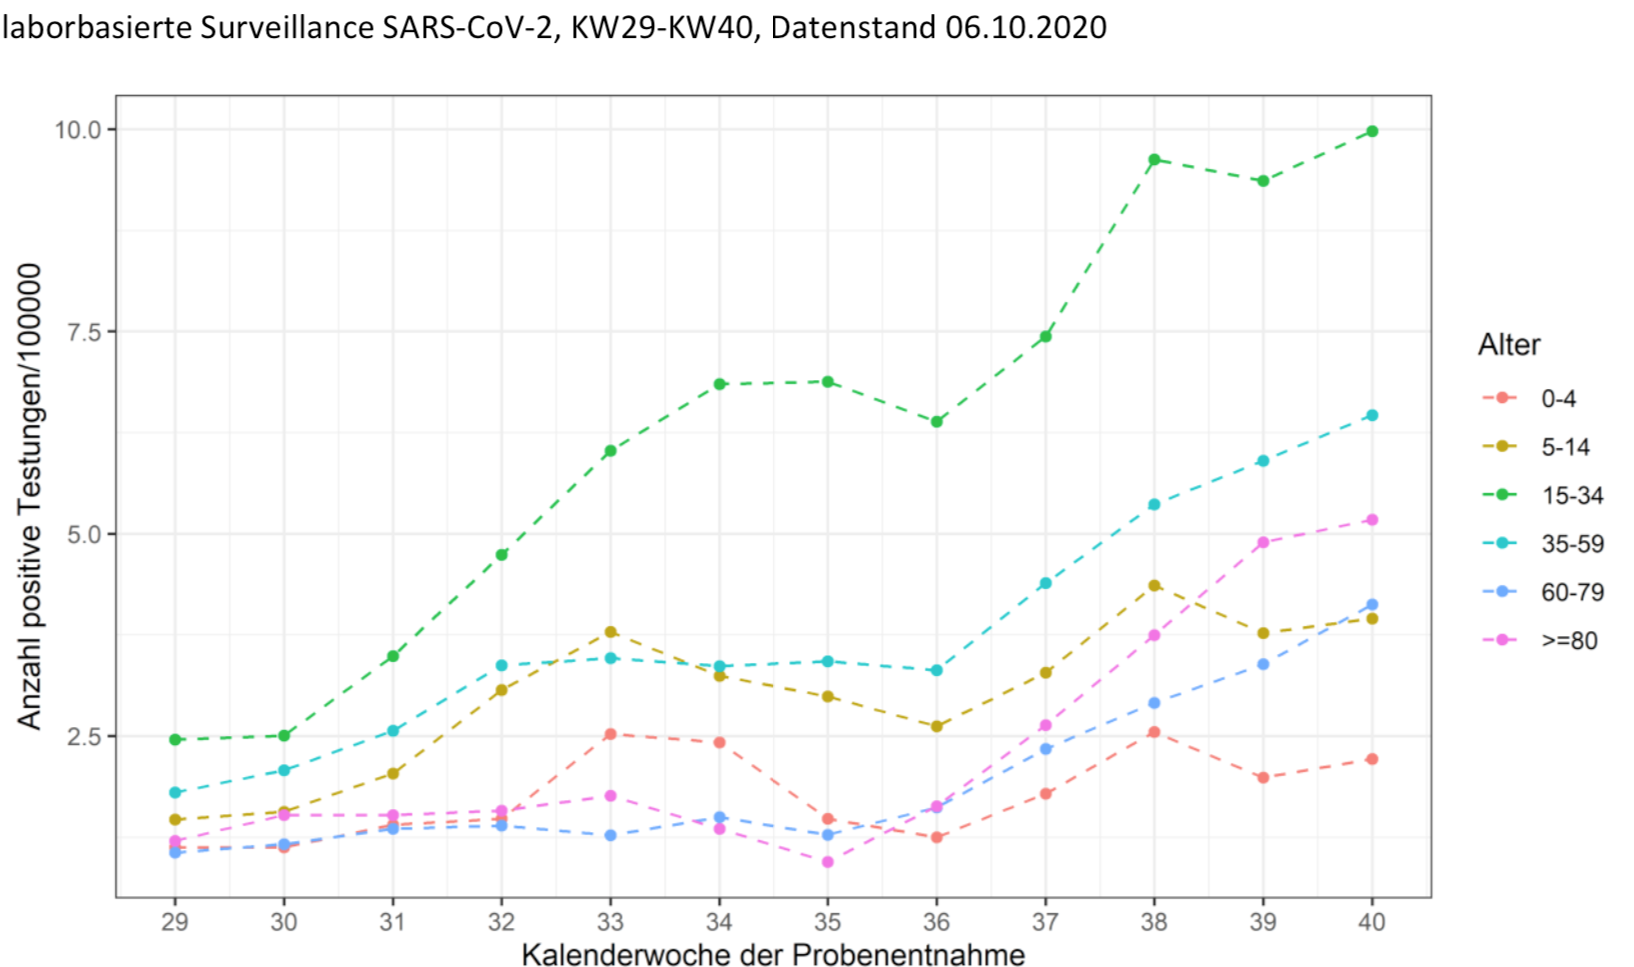 laborbasierte Surveillance SARS-CoV-2, KW29-KW40, Datenstand 06.10.2020
Anzahl positive Testungen/100000
10.0
7.5
5.0
2.5
29 30 31 32 33 34 35 36 37 38 39 40
Kalenderwoche der Probenentnahme
Alter
0-4
5-14
15-34
35-59
60-79
>=80